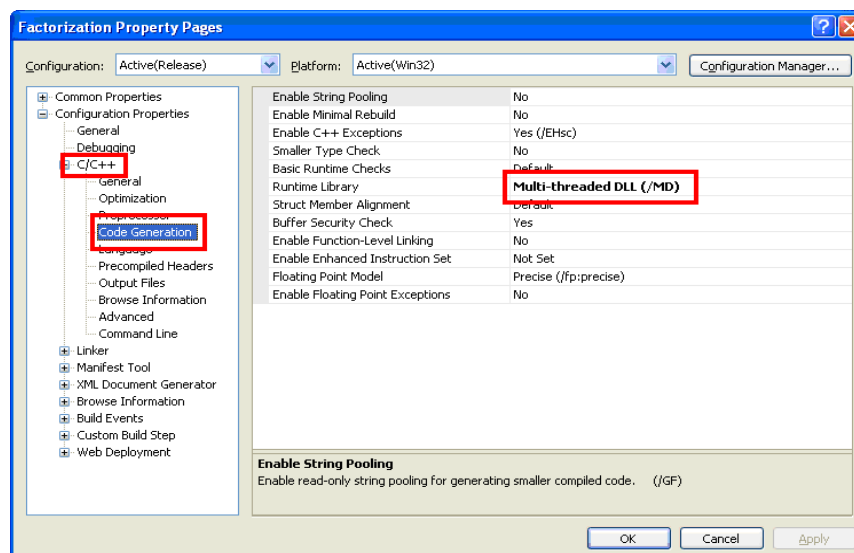 Factorization Property Pages
Configuration: Active(Release) Platform: Active(Win32) Configuration Manager...
Common Properties
Configuration Properties
General
Debugging
C/C++
General
Optimization
Preprocessor
Code Generation
Language
Precompiled Headers
Output Files
Browse Information
Advanced
Command Line
Linker
Manifest Tool
XML Document Generator
Browse Information
Build Events
Custom Build Step
Web Deployment
Enable String Pooling No
Enable Minimal Rebuild No
Enable C++ Exceptions Yes (/EHsc)
Smaller Type Check No
Basic Runtime Checks Default
Runtime Library Multi-threaded DLL (/MD)
Struct Member Alignment Default
Buffer Security Check Yes
Enable Function-Level Linking No
Enable Enhanced Instruction Set Not Set
Floating Point Model Precise (/fp:precise)
Enable Floating Point Exceptions No
Enable String Pooling
Enable read-only string pooling for generating smaller compiled code. (/GF)
OK Cancel Apply